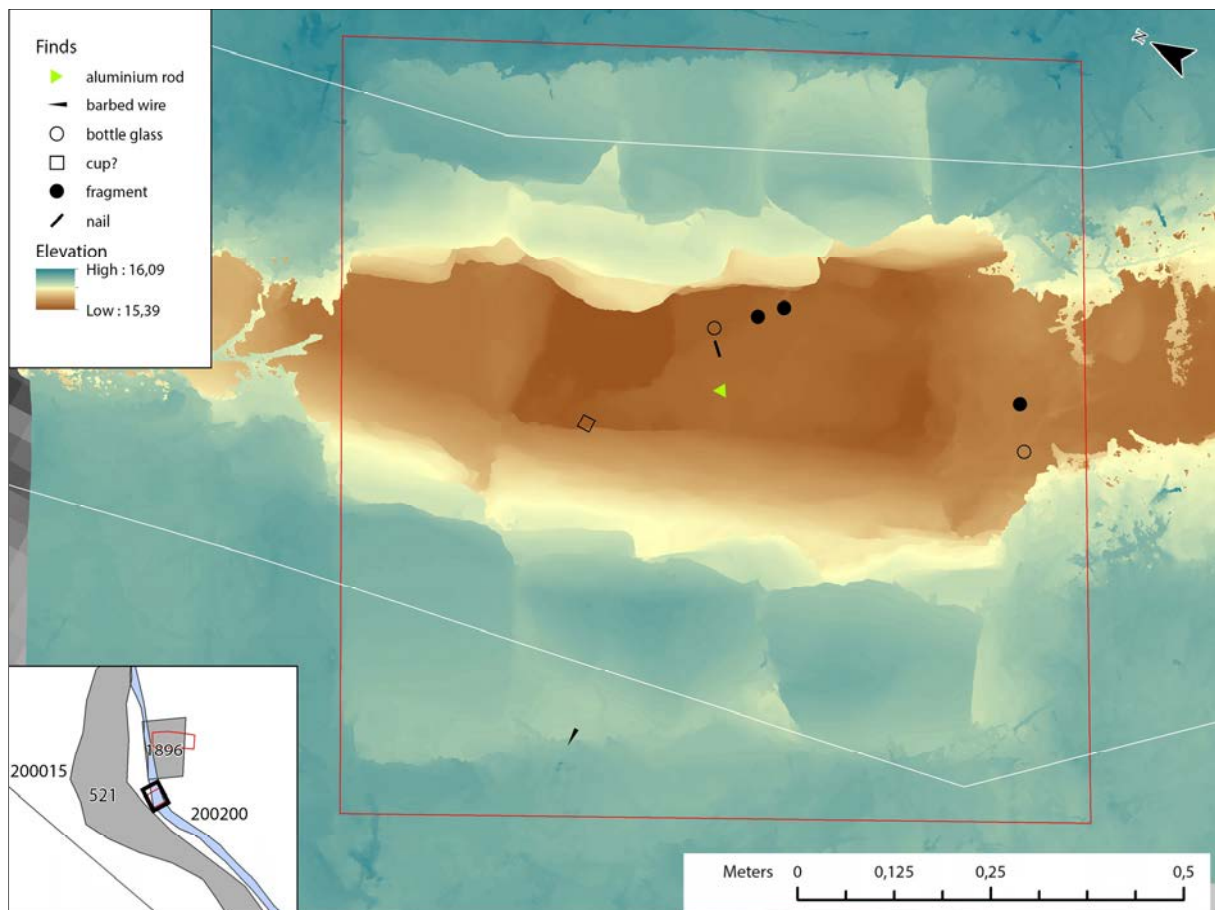 Finds
aluminium rod
barbed wire
bottle glass
cup?
fragment
nail
Elevation
High : 16,09
Low : 15,39
N
1896
200015
521
200200
Meters 0 0,125 0,25 0,5